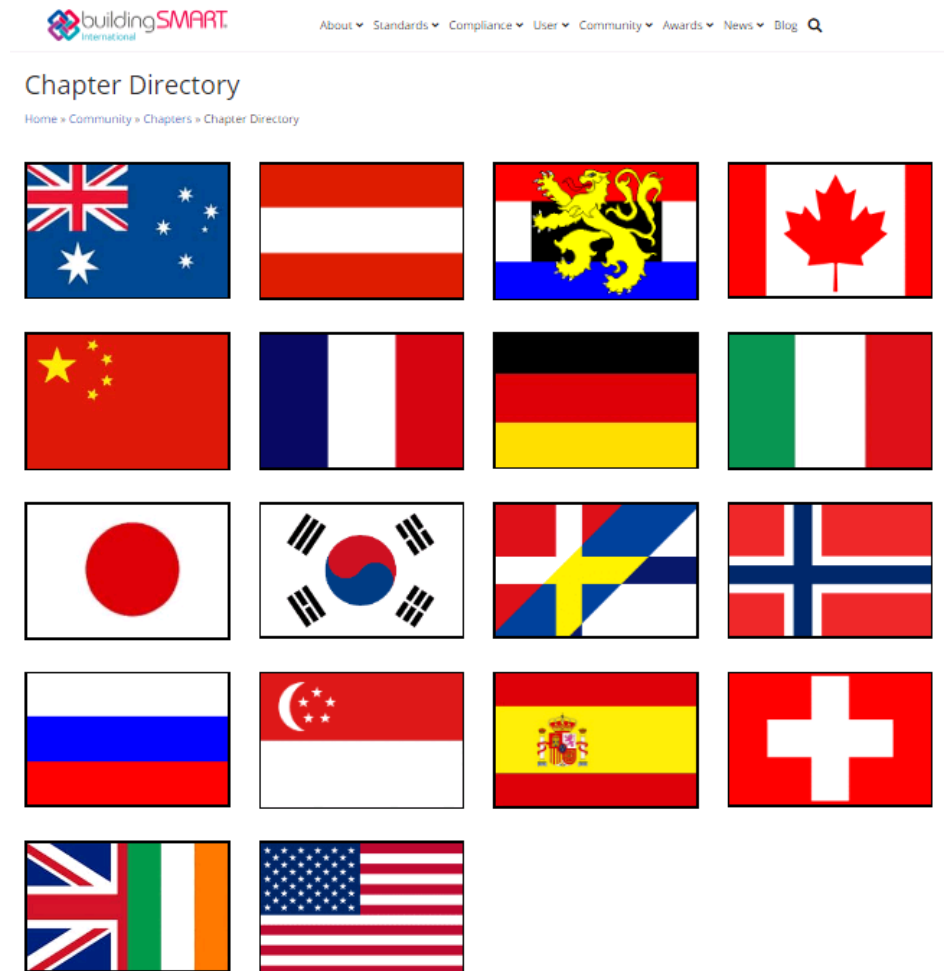 buildingSMART
International
About Standards Compliance User Community Awards News Blog
Chapter Directory
Home » Community » Chapters » Chapter Directory